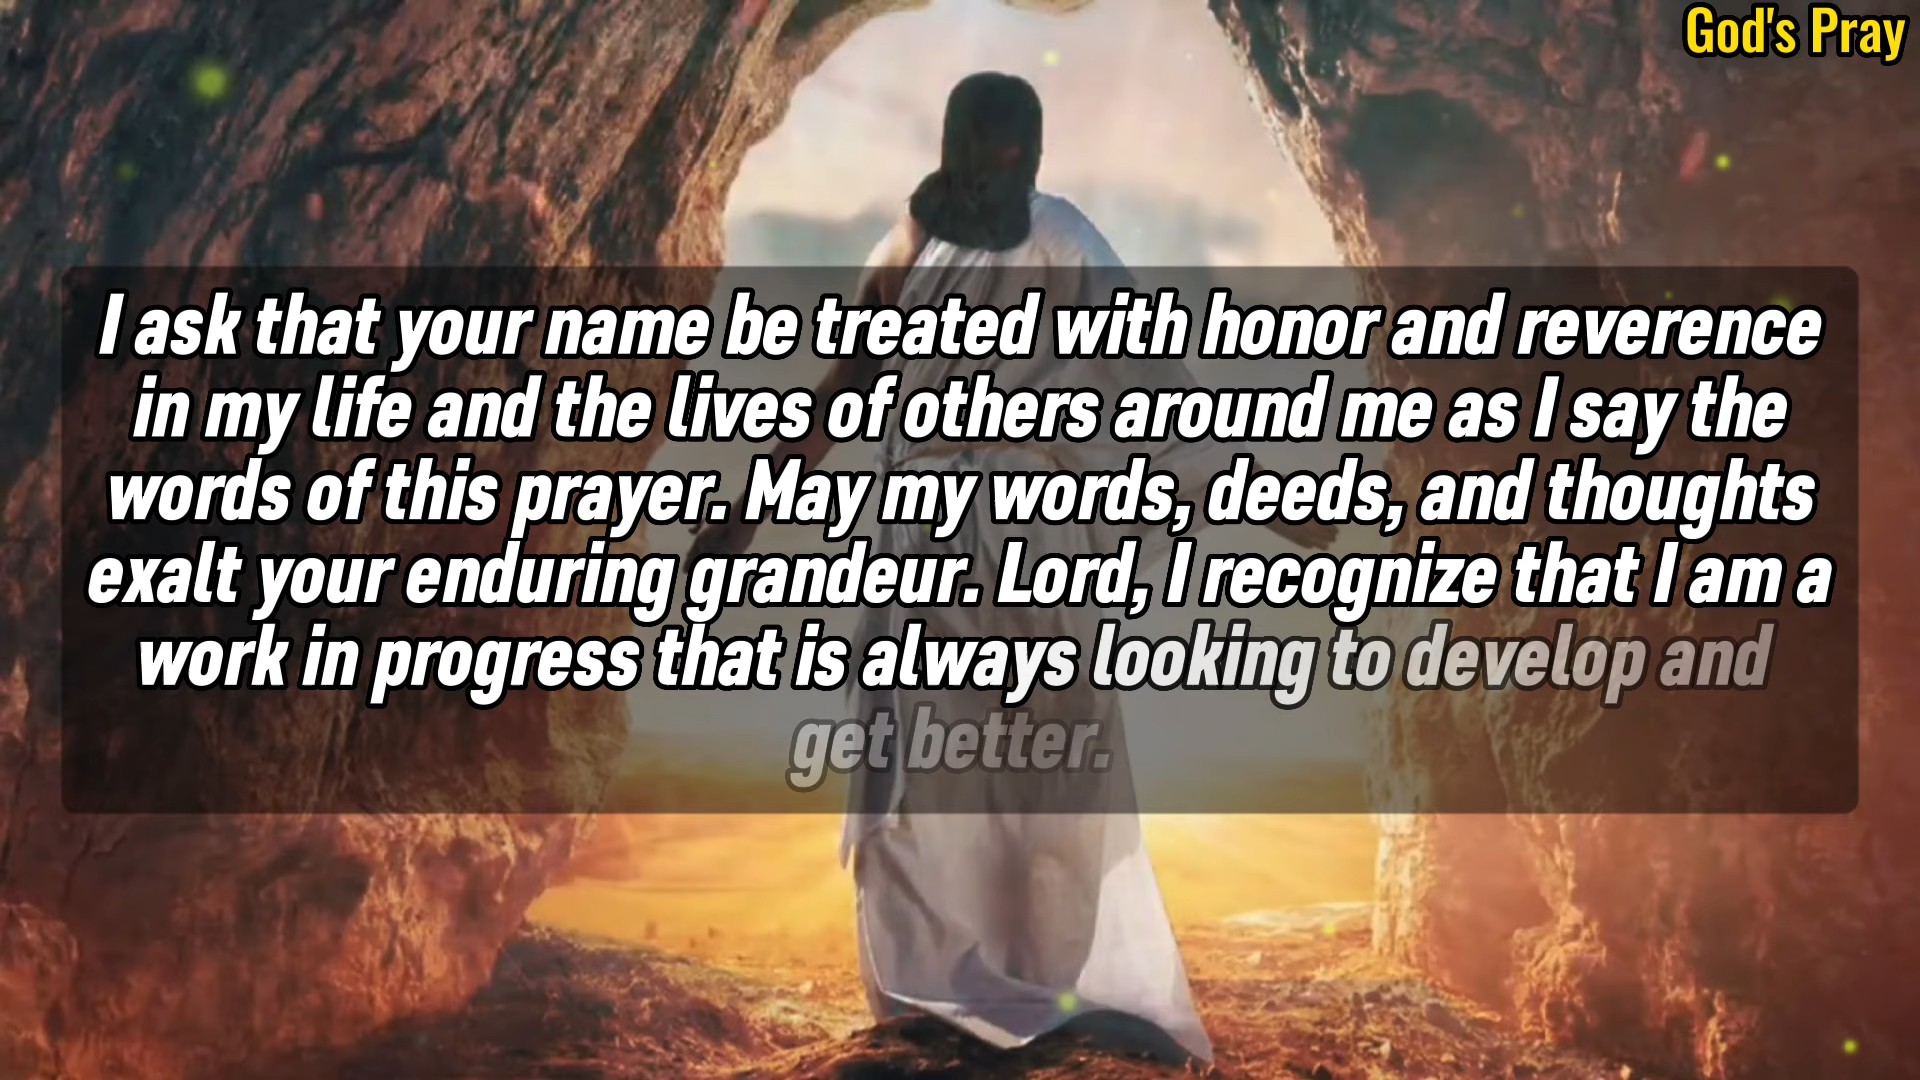 God's Pray
I ask that your name be treated with honor and reverence
in my life and the lives of others around me as I say the
words of this prayer. May my words, deeds, and thoughts
exalt your enduring grandeur. Lord, I recognize that I am a
work in progress that is always looking to develop and
get better.